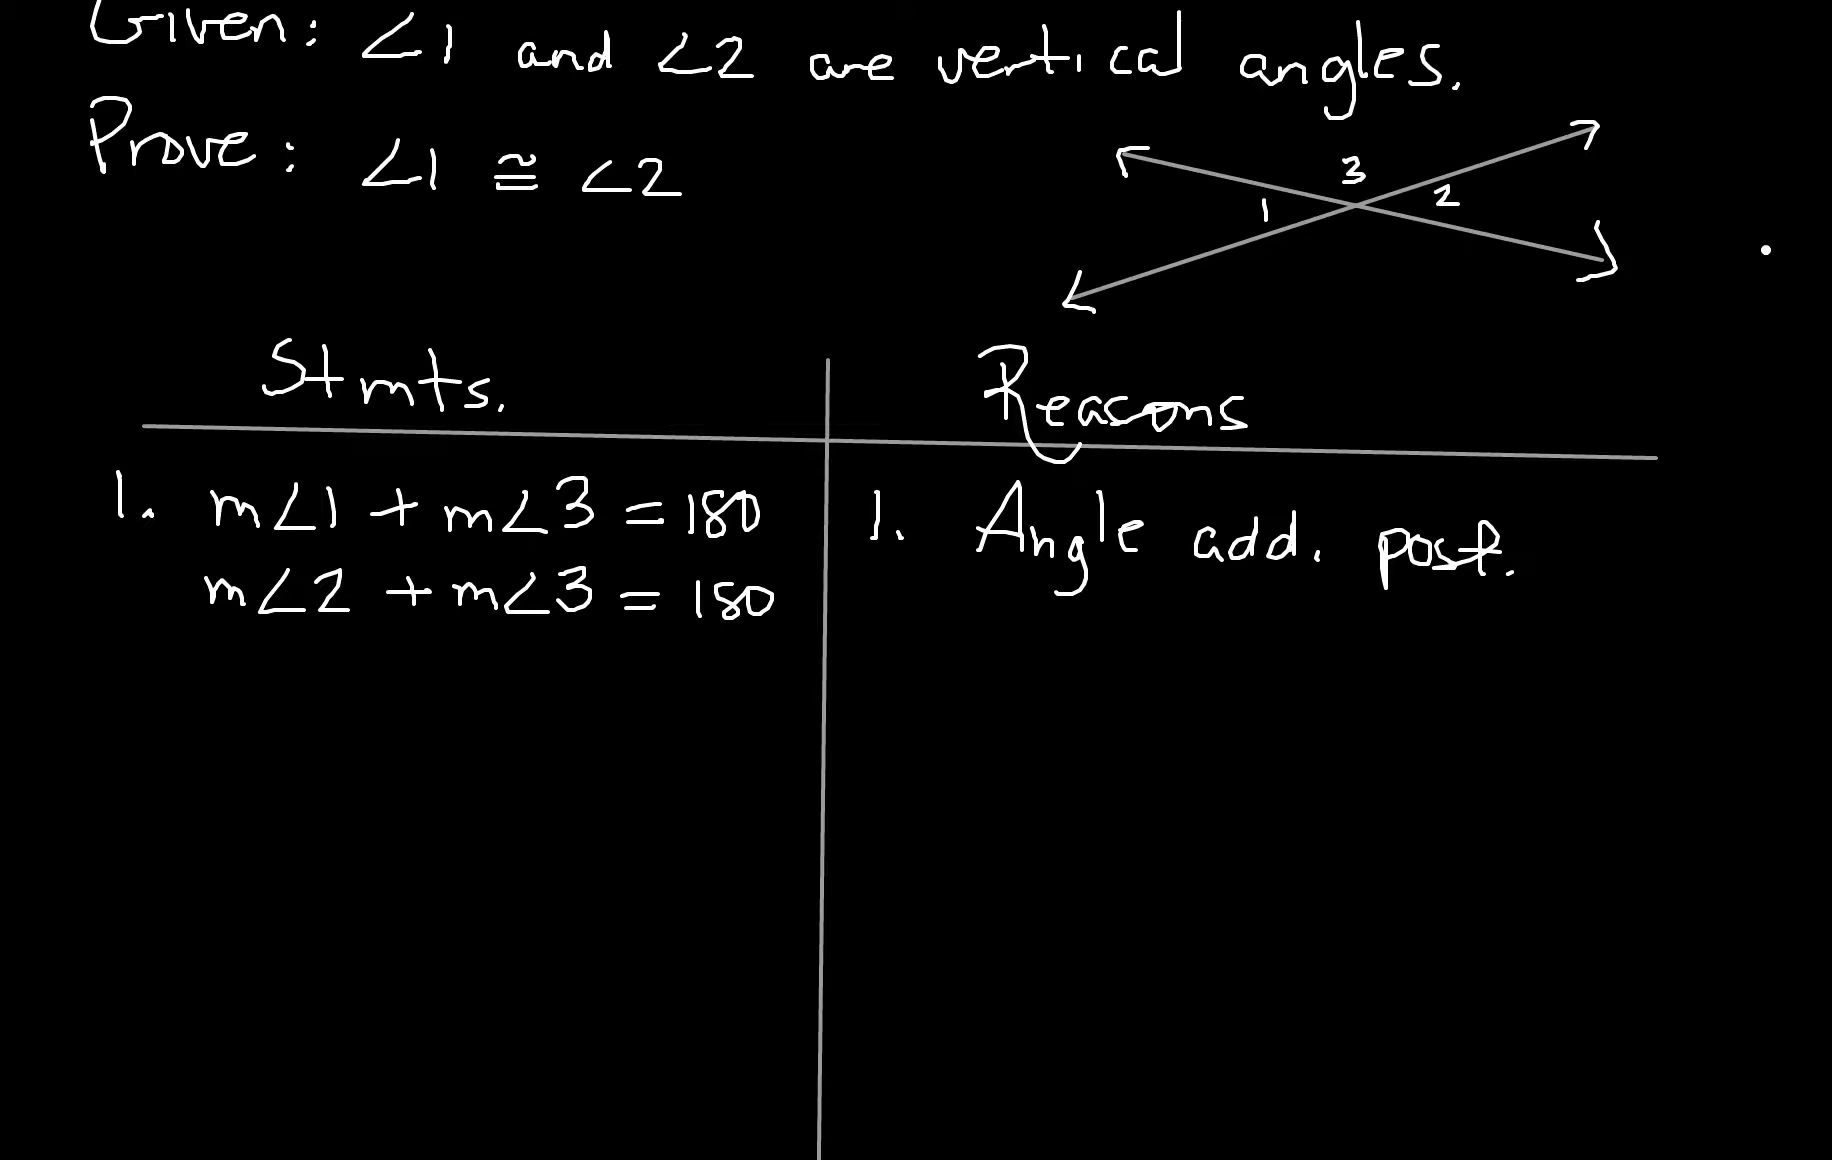 Given: ∠1 and ∠2 are vertical angles.
Prove: ∠1 ≅ ∠2
3
1
2
Stmts.
Reasons
1. m∠1 + m∠3 = 180
1. Angle add. post.
m∠2 + m∠3 = 180